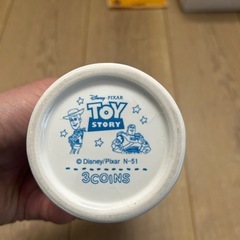 Disney · PIXAR
TOY
STORY
© Disney/Pixar N-51
3COINS